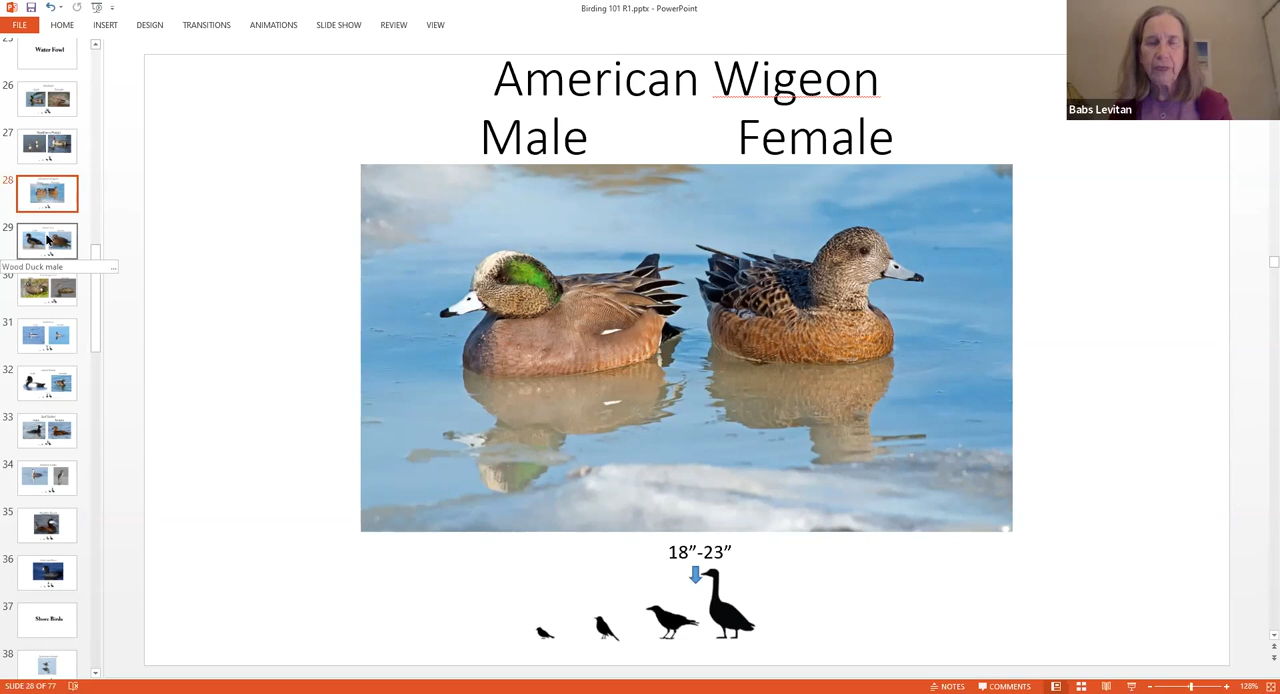 Birding 101 R1.pptx - PowerPoint
FILE HOME INSERT DESIGN TRANSITIONS ANIMATIONS SLIDE SHOW REVIEW VIEW
25
Water Fowl
26
27
28
29
Wood Duck male ...
30
31
32
33
34
35
36
37
Shore Birds
38
American Wigeon
Male Female
18”-23”
Babs Levitan
SLIDE 28 OF 77 NOTES COMMENTS 128%